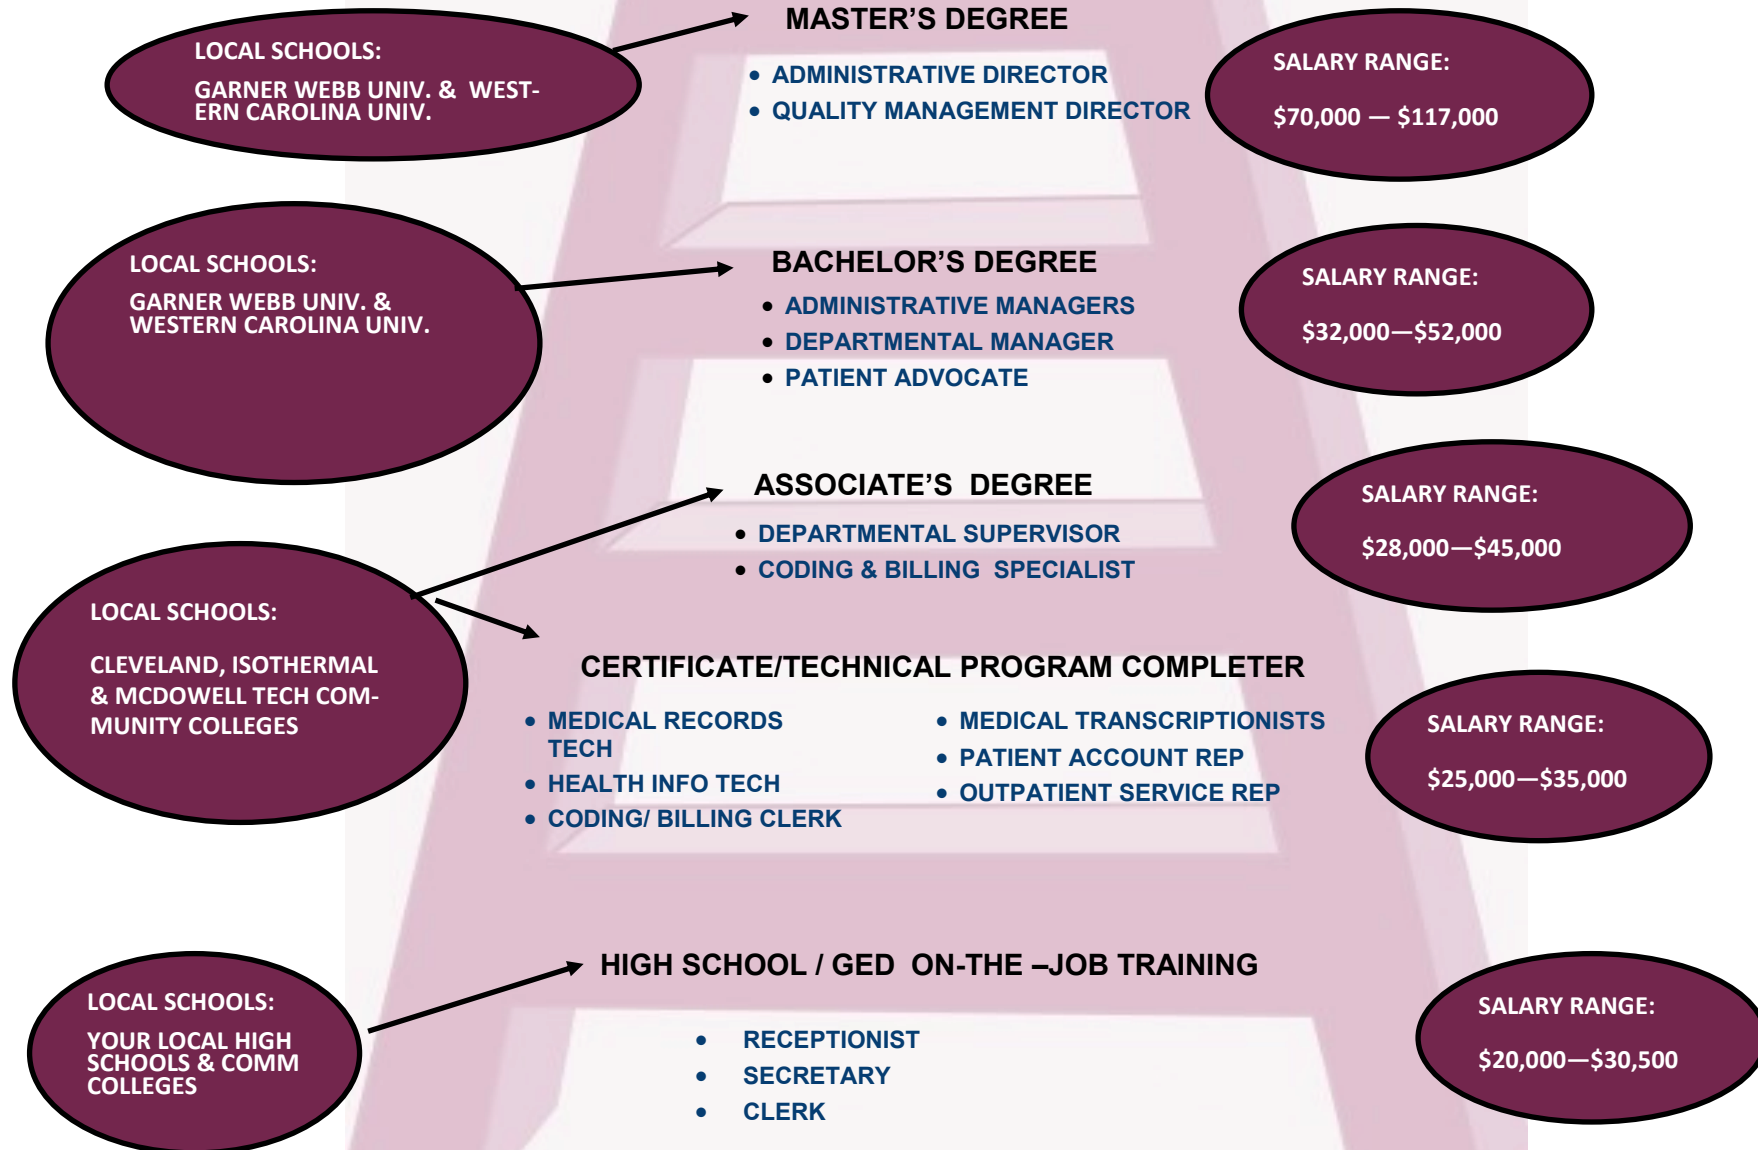 LOCAL SCHOOLS:
GARNER WEBB UNIV. &  WEST-
ERN CAROLINA UNIV.
MASTER’S DEGREE
• ADMINISTRATIVE DIRECTOR
• QUALITY MANAGEMENT DIRECTOR
SALARY RANGE:
$70,000 — $117,000
LOCAL SCHOOLS:
GARNER WEBB UNIV. &
WESTERN CAROLINA UNIV.
BACHELOR’S DEGREE
• ADMINISTRATIVE MANAGERS
• DEPARTMENTAL MANAGER
• PATIENT ADVOCATE
SALARY RANGE:
$32,000—$52,000
ASSOCIATE’S  DEGREE
• DEPARTMENTAL SUPERVISOR
• CODING & BILLING  SPECIALIST
SALARY RANGE:
$28,000—$45,000
LOCAL SCHOOLS:
CLEVELAND, ISOTHERMAL
& MCDOWELL TECH COM-
MUNITY COLLEGES
CERTIFICATE/TECHNICAL PROGRAM COMPLETER
• MEDICAL RECORDS
TECH
• HEALTH INFO TECH
• CODING/ BILLING CLERK
• MEDICAL TRANSCRIPTIONISTS
• PATIENT ACCOUNT REP
• OUTPATIENT SERVICE REP
SALARY RANGE:
$25,000—$35,000
LOCAL SCHOOLS:
YOUR LOCAL HIGH
SCHOOLS & COMM
COLLEGES
HIGH SCHOOL / GED  ON-THE –JOB TRAINING
• RECEPTIONIST
• SECRETARY
• CLERK
SALARY RANGE:
$20,000—$30,500